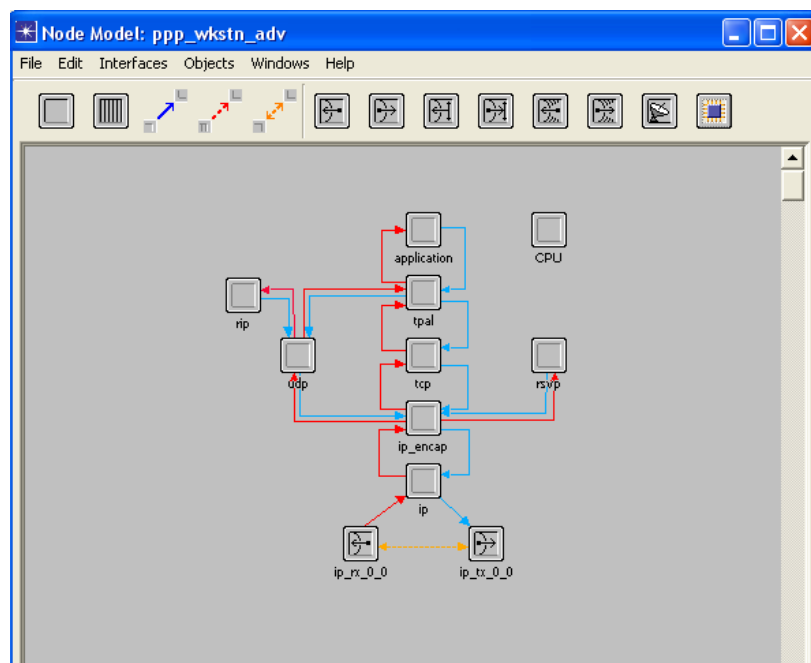 Node Model: ppp_wkstn_adv
File Edit Interfaces Objects Windows Help
application
CPU
rip
tpal
udp
tcp
rsvp
ip_encap
ip
ip_rx_0_0
ip_tx_0_0